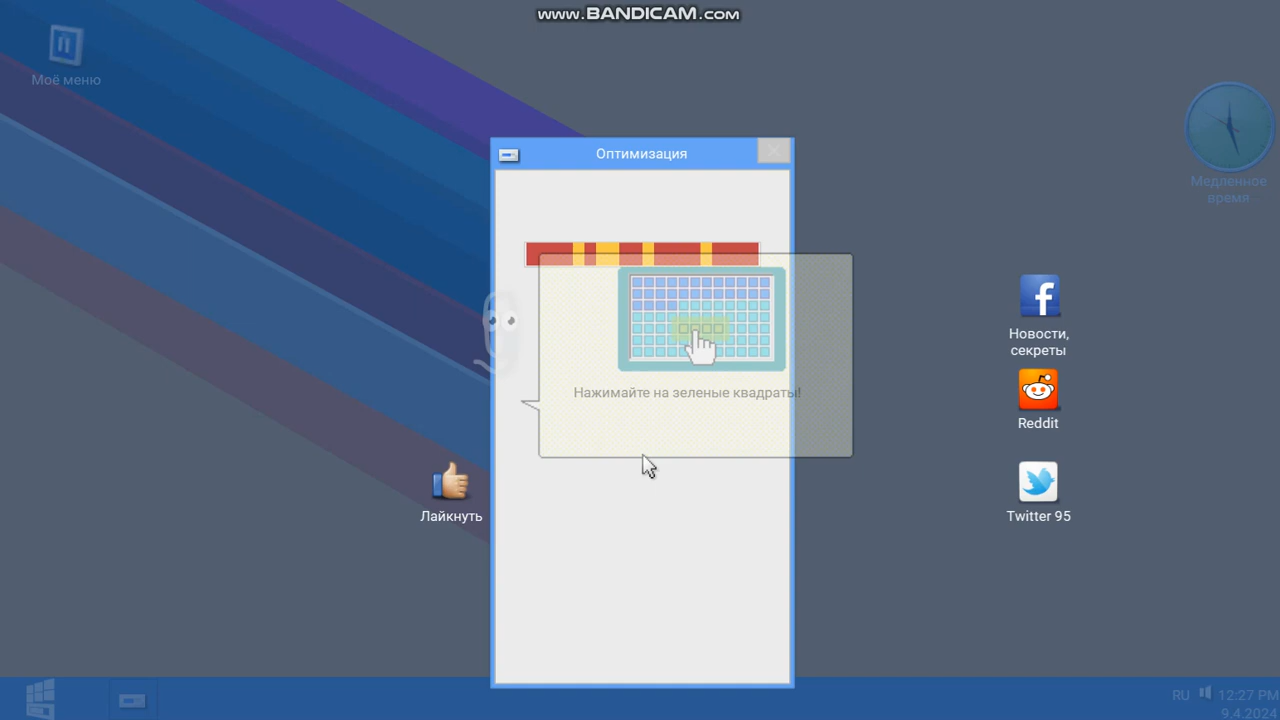 www.BANDICAM.com
Моё меню
Оптимизация
Медленное
время
Нажимайте на зеленые квадраты!
Новости,
секреты
Reddit
Лайкнуть
Twitter 95
RU 12:27 PM
9.4.2024